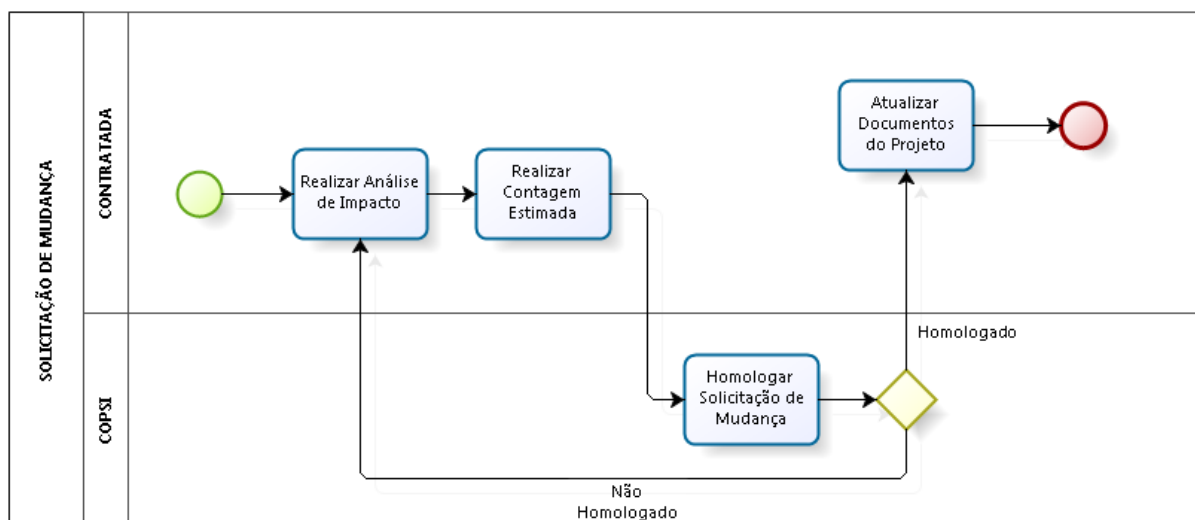 SOLICITAÇÃO DE MUDANÇA
CONTRATADA
Realizar Análise
de Impacto
Realizar
Contagem
Estimada
Atualizar
Documentos
do Projeto
COPSI
Homologar
Solicitação de
Mudança
Homologado
Não
Homologado